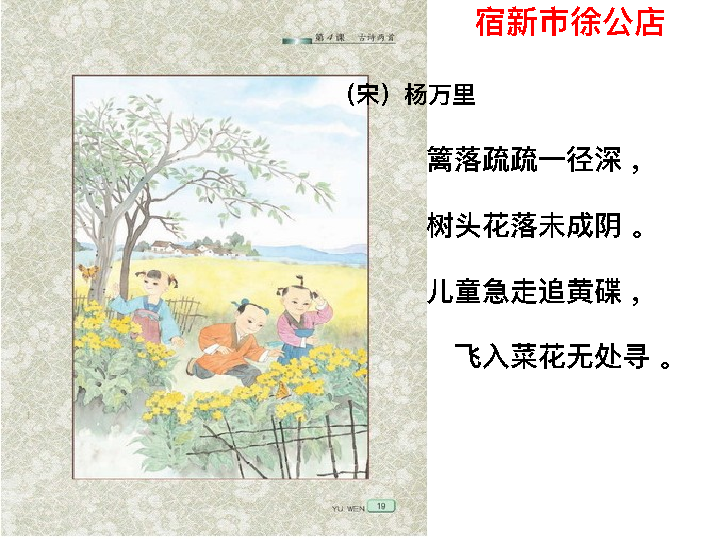 第4课 古诗两首
宿新市徐公店
（宋）杨万里
篱落疏疏一径深，
树头花落未成阴。
儿童急走追黄碟，
飞入菜花无处寻。
YU WEN 19